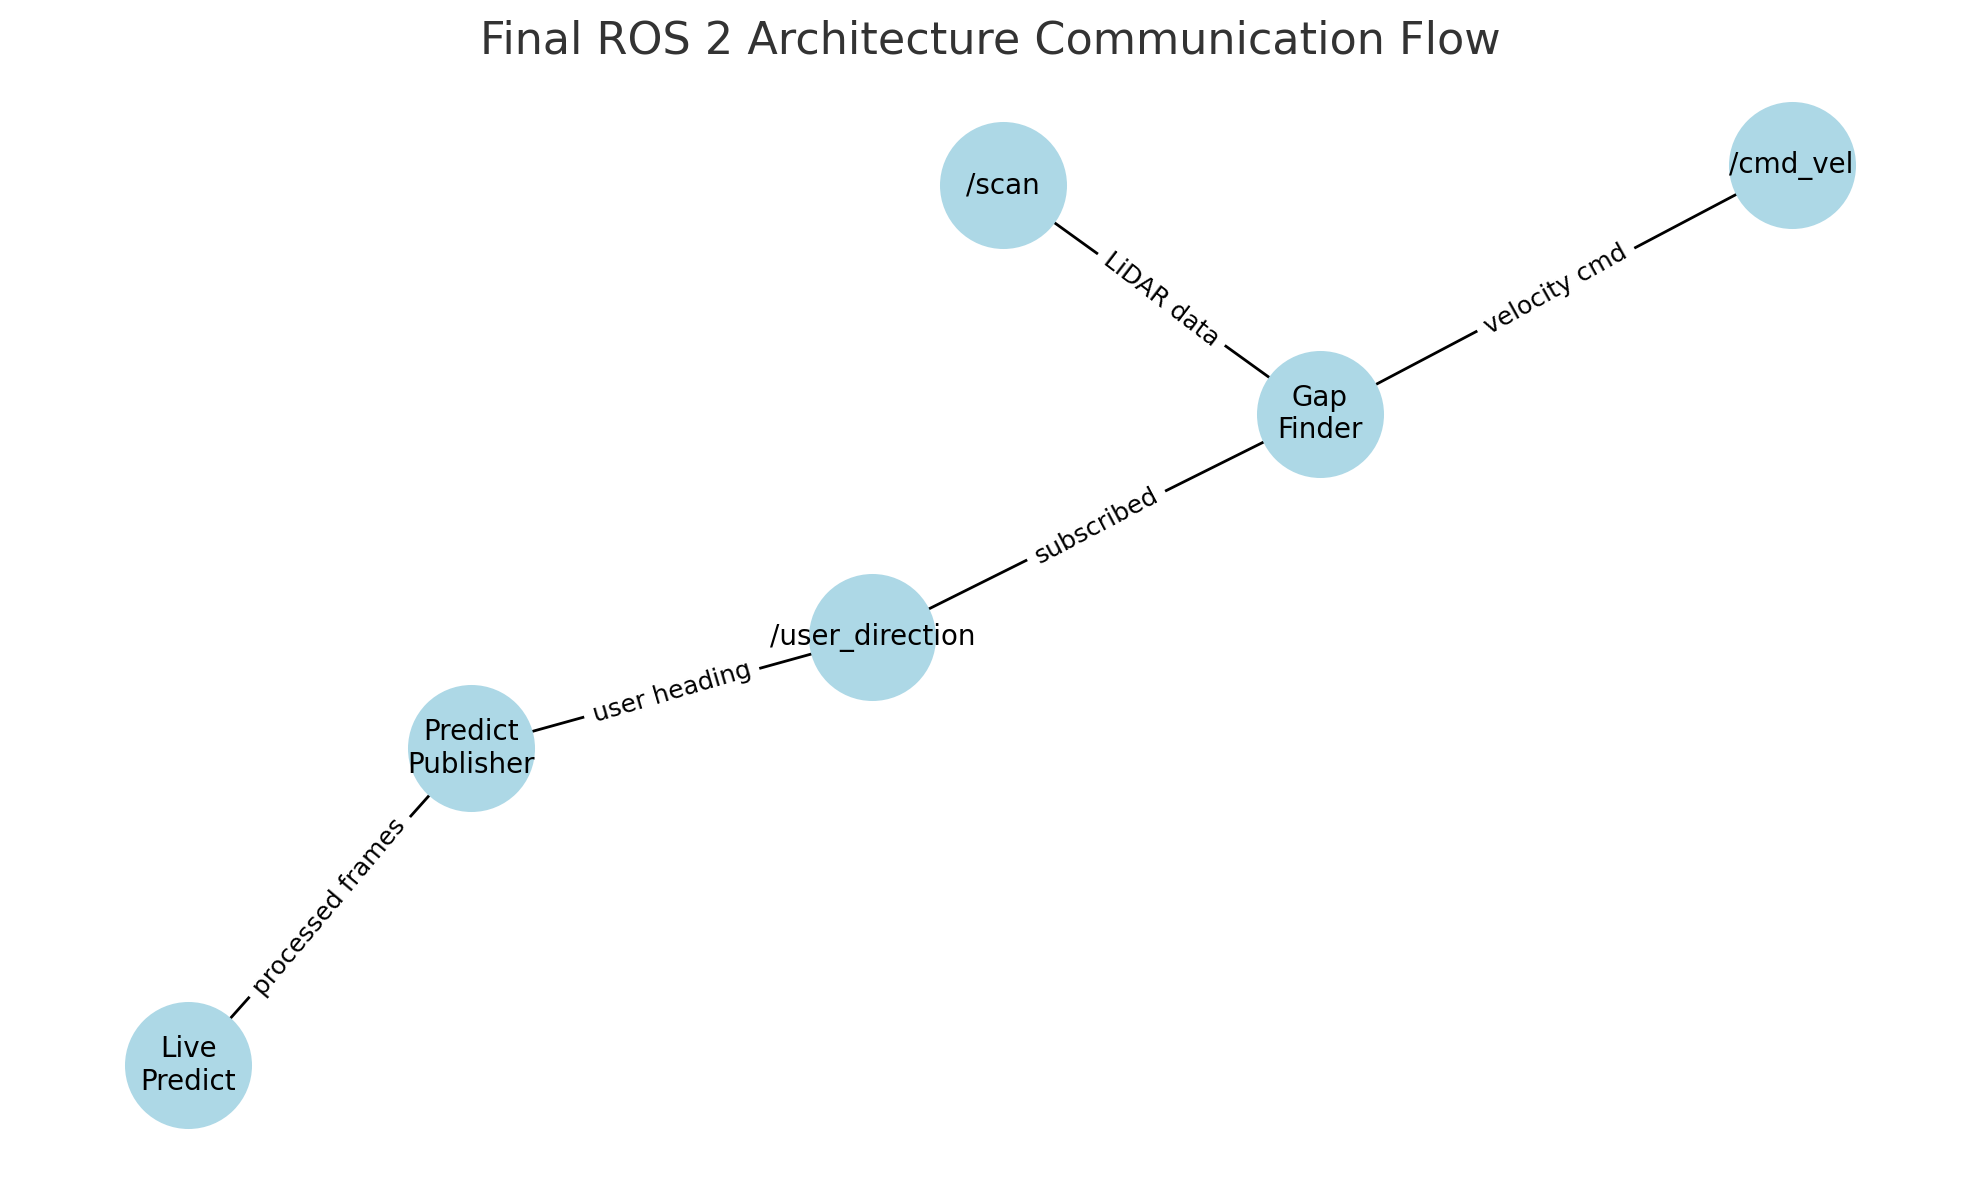 Final ROS 2 Architecture Communication Flow
/scan
/cmd_vel
LiDAR data
velocity cmd
Gap
Finder
subscribed
/user_direction
user heading
Predict
Publisher
processed frames
Live
Predict